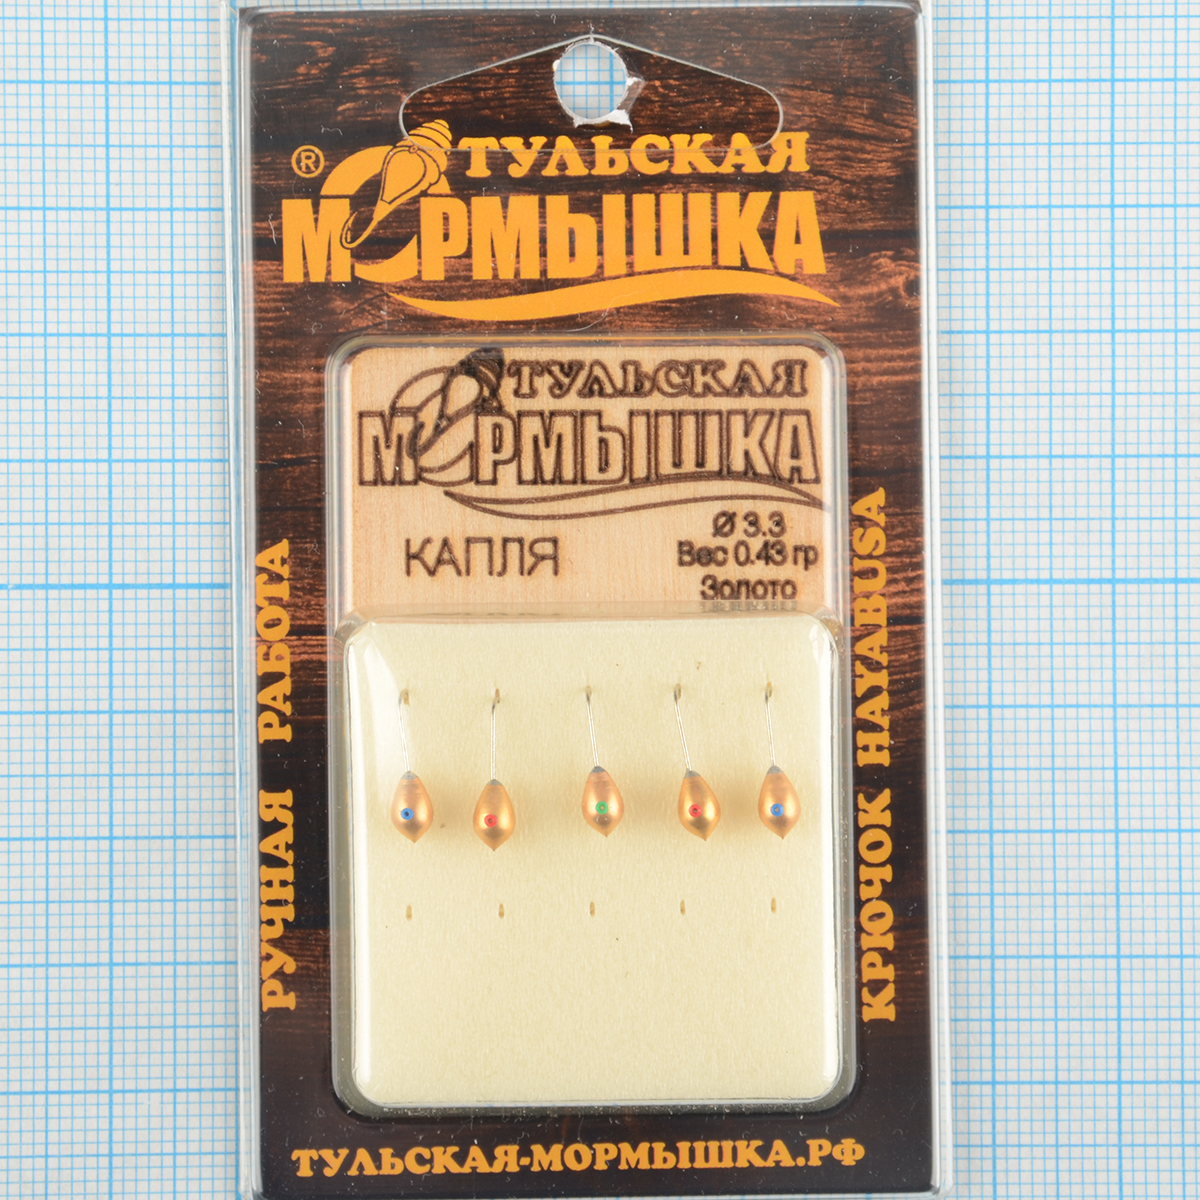 ® ТУЛЬСКАЯ
МОРМЫШКА
ТУЛЬСКАЯ
МОРМЫШКА
КАПЛЯ
Ø 3.3
Вес 0.43 гр
Золото
РУЧНАЯ РАБОТА
КРЮЧОК HAYABUSA
ТУЛЬСКАЯ-МОРМЫШКА.РФ